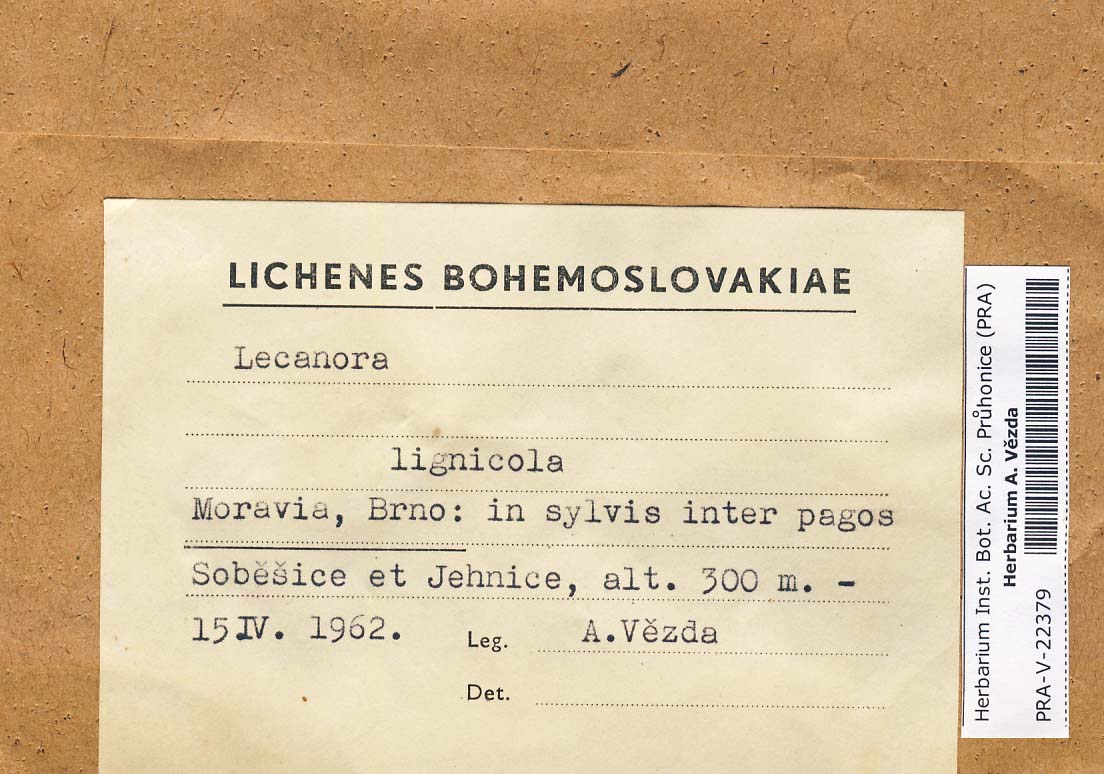 LICHENES BOHEMOSLOVAKIAE
Lecanora
lignicola
Moravia, Brno: in sylvis inter pagos
Soběšice et Jehnice, alt. 300 m. -
15 IV. 1962. Leg. A.Vězda
Det.
Herbarium Inst. Bot. Ac. Sc. Průhonice (PRA)
Herbarium A. Vězda
PRA-V-22379